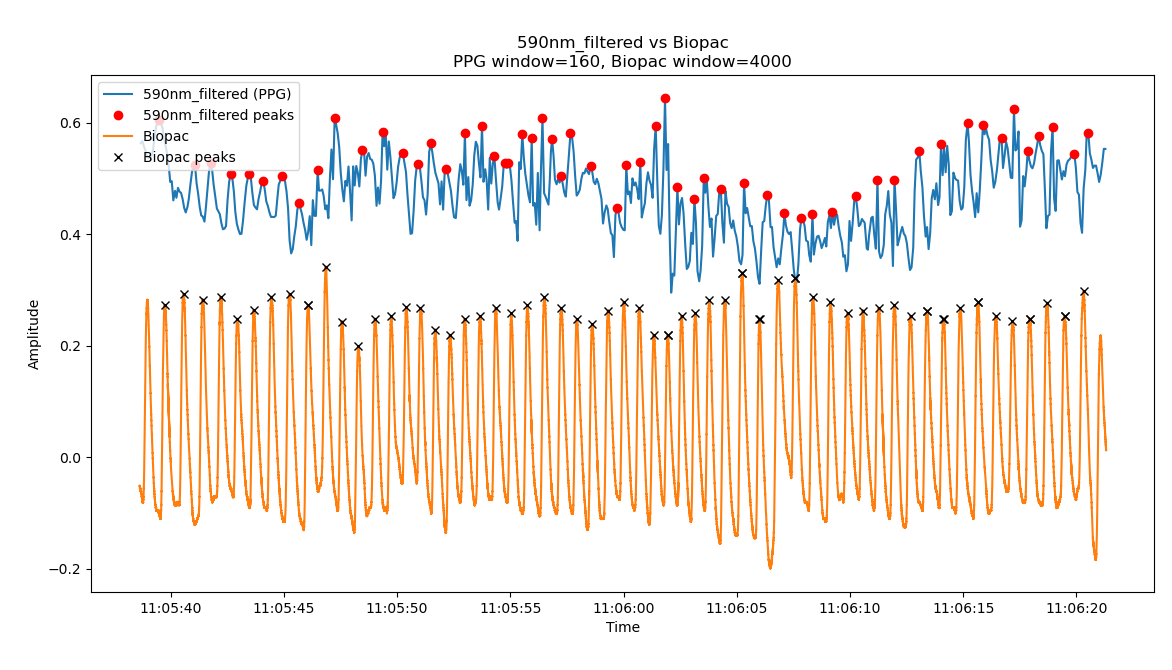 590nm_filtered vs Biopac
PPG window=160, Biopac window=4000
590nm_filtered (PPG)
590nm_filtered peaks
Biopac
Biopac peaks
Amplitude
0.6
0.4
0.2
0.0
−0.2
11:05:40 11:05:45 11:05:50 11:05:55 11:06:00 11:06:05 11:06:10 11:06:15 11:06:20
Time